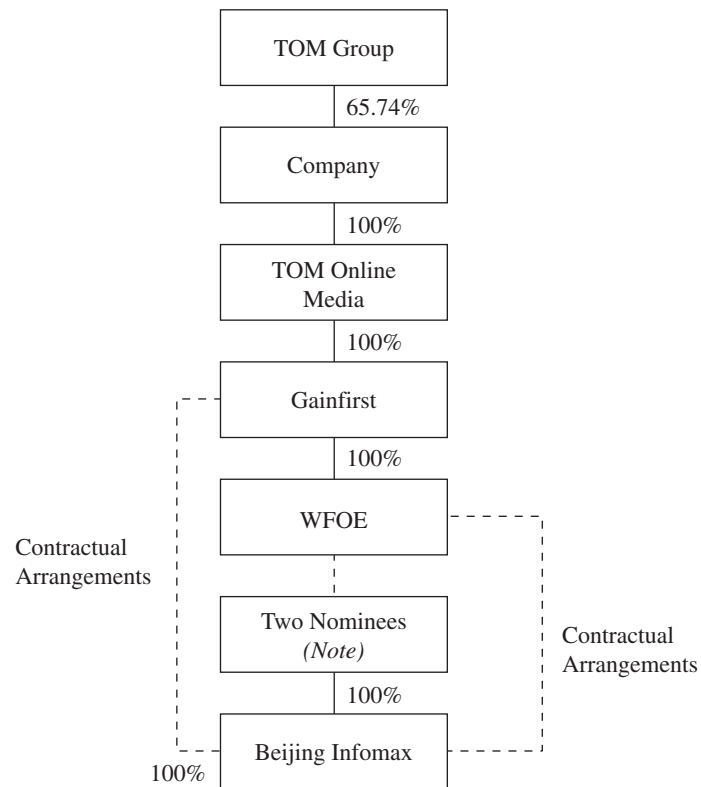 TOM Group
65.74%
Company
100%
TOM Online
Media
100%
Gainfirst
100%
WFOE
Contractual
Arrangements
Two Nominees
(Note)
Contractual
Arrangements
100%
Beijing Infomax
100%